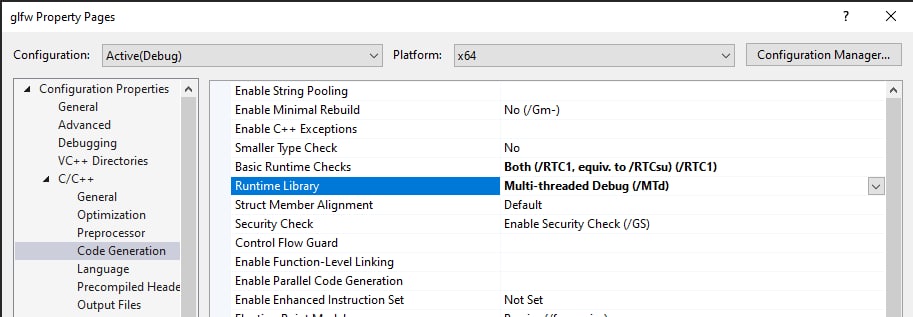 glfw Property Pages ? ×
Configuration: Active(Debug) Platform: x64 Configuration Manager...
Configuration Properties
General
Advanced
Debugging
VC++ Directories
C/C++
General
Optimization
Preprocessor
Code Generation
Language
Precompiled Heade
Output Files
Enable String Pooling
Enable Minimal Rebuild No (/Gm-)
Enable C++ Exceptions
Smaller Type Check No
Basic Runtime Checks Both (/RTC1, equiv. to /RTCsu) (/RTC1)
Runtime Library Multi-threaded Debug (/MTd)
Struct Member Alignment Default
Security Check Enable Security Check (/GS)
Control Flow Guard
Enable Function-Level Linking
Enable Parallel Code Generation
Enable Enhanced Instruction Set Not Set